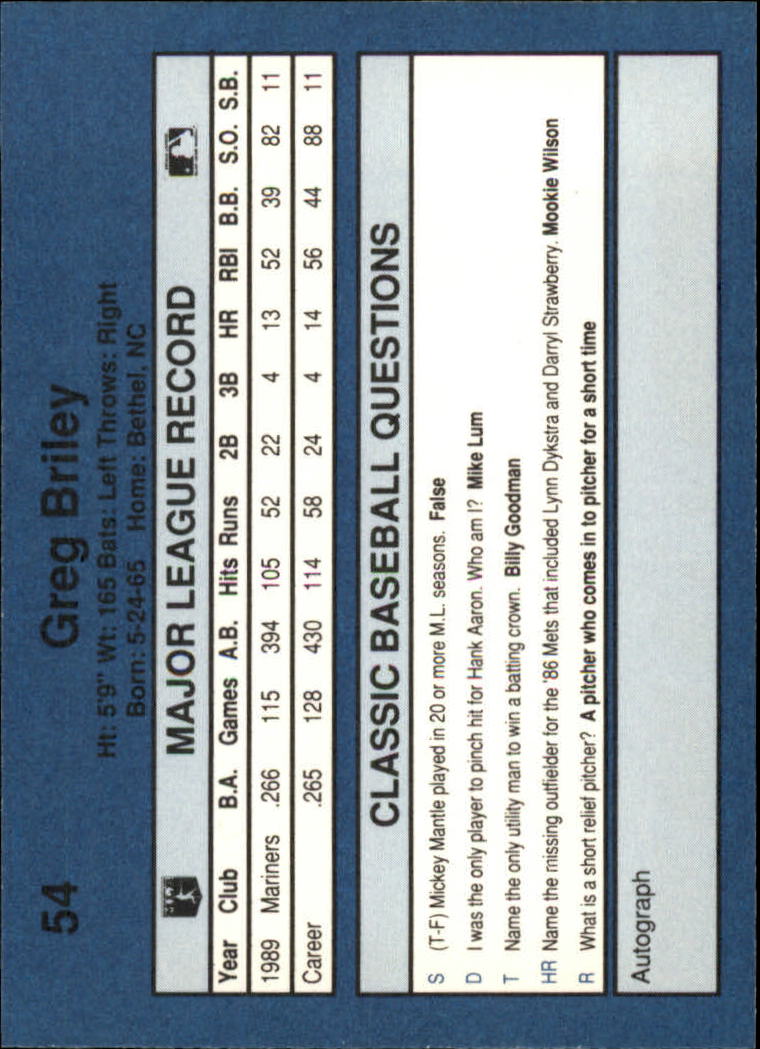 54 Greg Briley
Ht: 5'9" Wt: 165 Bats: Left Throws: Right
Born: 5-24-65 Home: Bethel, NC
MAJOR LEAGUE RECORD
Year Club B.A. Games A.B. Hits Runs 2B 3B HR RBI B.B. S.O. S.B.
1989 Mariners .266 115 394 105 52 22 4 13 52 39 82 11
Career .265 128 430 114 58 24 4 14 56 44 88 11
CLASSIC BASEBALL QUESTIONS
S (T-F) Mickey Mantle played in 20 or more M.L. seasons. False
D I was the only player to pinch hit for Hank Aaron. Who am I? Mike Lum
T Name the only utility man to win a batting crown. Billy Goodman
HR Name the missing outfielder for the '86 Mets that included Lynn Dykstra and Darryl Strawberry. Mookie Wilson
R What is a short relief pitcher? A pitcher who comes in to pitcher for a short time
Autograph